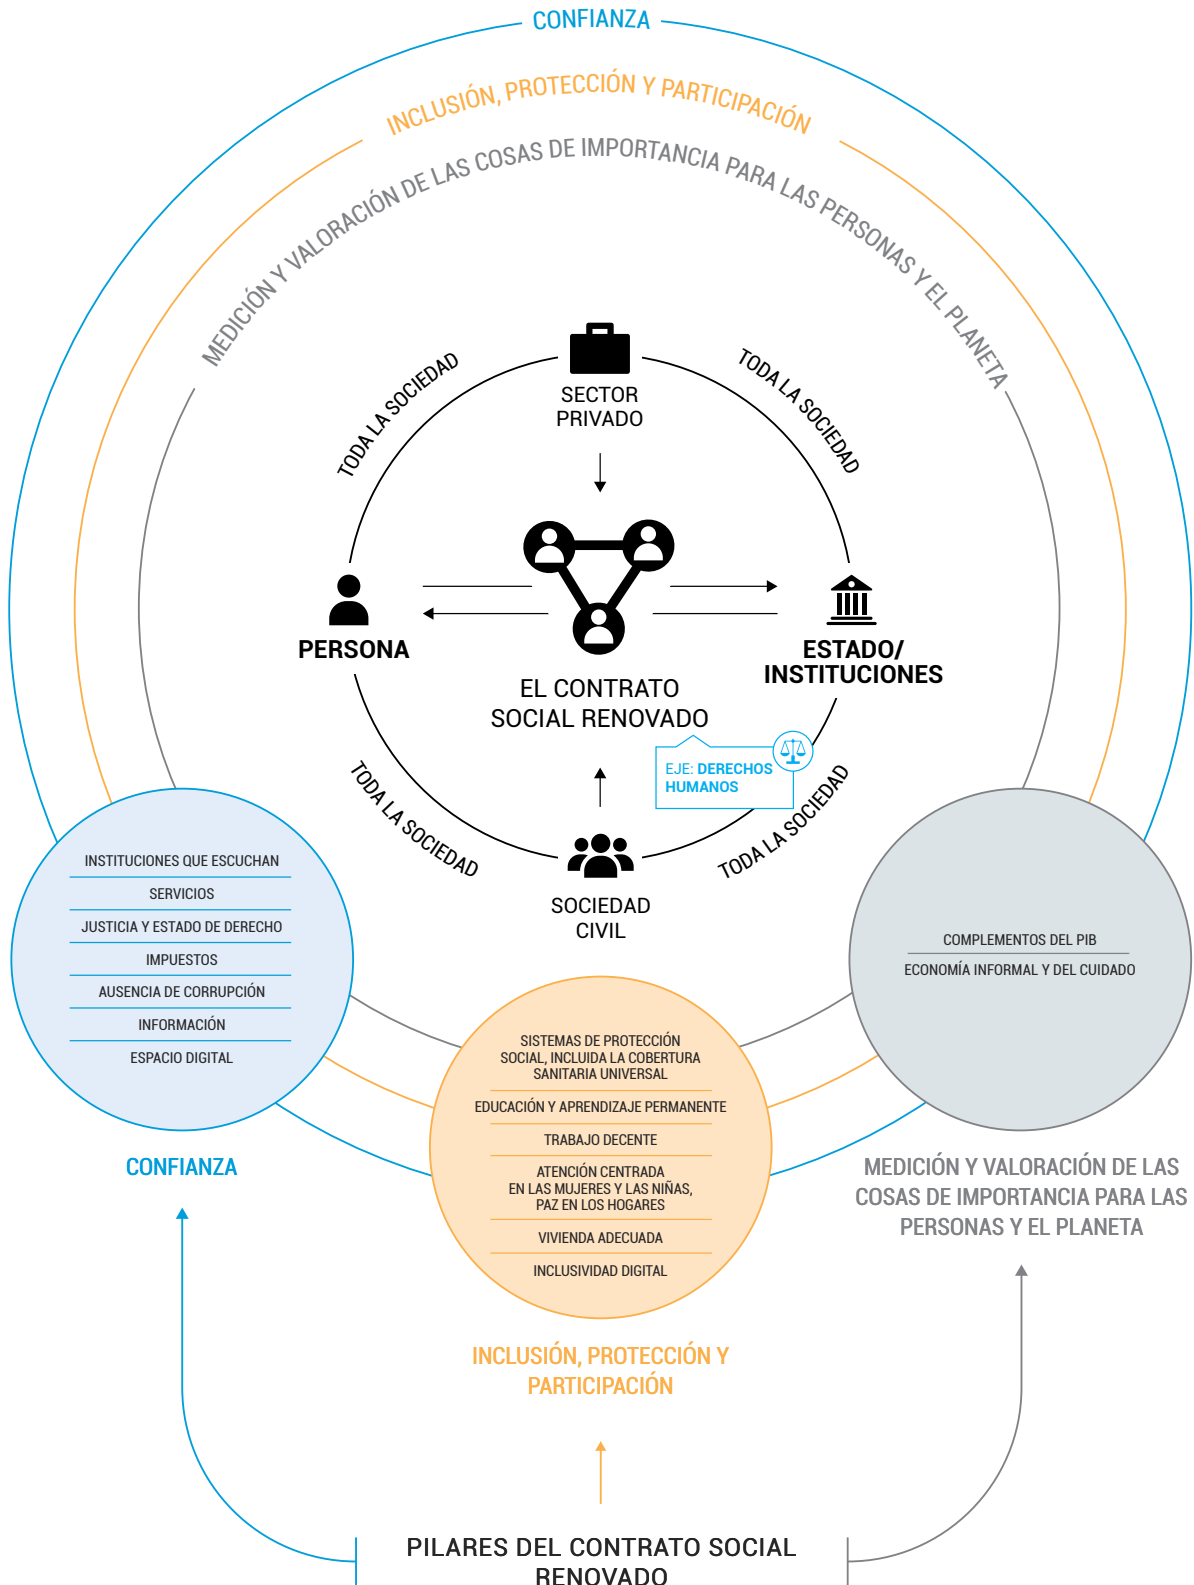 CONFIANZA
INCLUSIÓN, PROTECCIÓN Y PARTICIPACIÓN
MEDICIÓN Y VALORACIÓN DE LAS COSAS DE IMPORTANCIA PARA LAS PERSONAS Y EL PLANETA
TODA LA SOCIEDAD
TODA LA SOCIEDAD
SECTOR
PRIVADO
PERSONA
ESTADO/
INSTITUCIONES
EL CONTRATO
SOCIAL RENOVADO
EJE: DERECHOS
HUMANOS
TODA LA SOCIEDAD
TODA LA SOCIEDAD
SOCIEDAD
CIVIL
INSTITUCIONES QUE ESCUCHAN
SERVICIOS
JUSTICIA Y ESTADO DE DERECHO
IMPUESTOS
AUSENCIA DE CORRUPCIÓN
INFORMACIÓN
ESPACIO DIGITAL
CONFIANZA
SISTEMAS DE PROTECCIÓN
SOCIAL, INCLUIDA LA COBERTURA
SANITARIA UNIVERSAL
EDUCACIÓN Y APRENDIZAJE PERMANENTE
TRABAJO DECENTE
ATENCIÓN CENTRADA
EN LAS MUJERES Y LAS NIÑAS,
PAZ EN LOS HOGARES
VIVIENDA ADECUADA
INCLUSIVIDAD DIGITAL
INCLUSIÓN, PROTECCIÓN Y
PARTICIPACIÓN
COMPLEMENTOS DEL PIB
ECONOMÍA INFORMAL Y DEL CUIDADO
MEDICIÓN Y VALORACIÓN DE LAS
COSAS DE IMPORTANCIA PARA LAS
PERSONAS Y EL PLANETA
PILARES DEL CONTRATO SOCIAL
RENOVADO